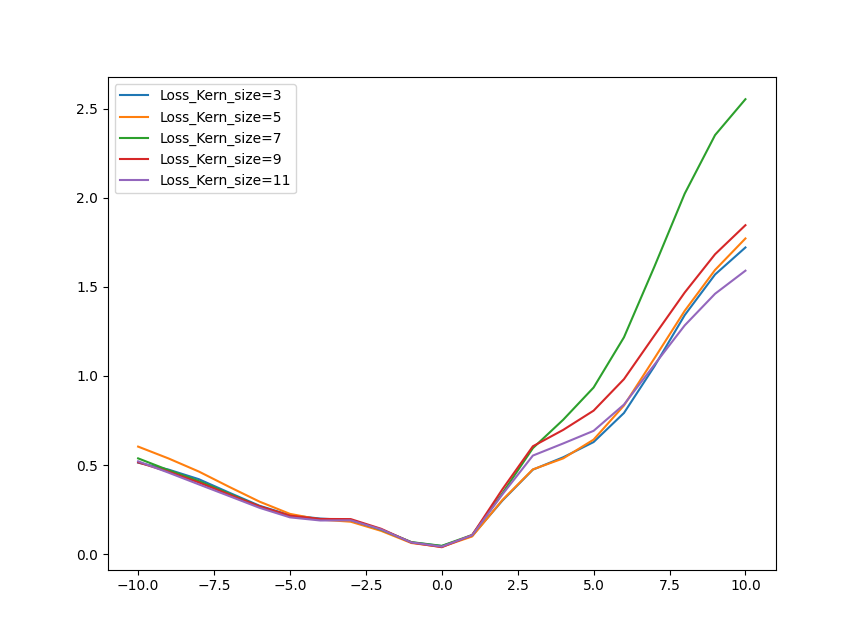 Loss_Kern_size=3
Loss_Kern_size=5
Loss_Kern_size=7
Loss_Kern_size=9
Loss_Kern_size=11
2.5
2.0
1.5
1.0
0.5
0.0
−10.0 −7.5 −5.0 −2.5 0.0 2.5 5.0 7.5 10.0